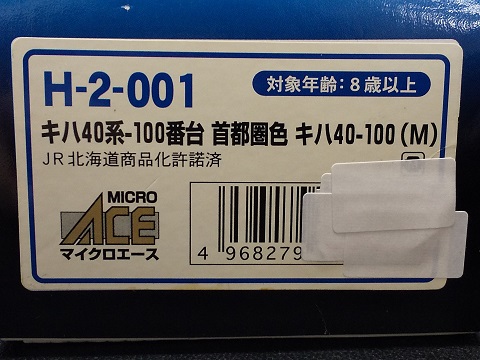 H-2-001
対象年齢:8歳以上
キハ40系-100番台 首都圏色 キハ40-100(M)
JR北海道商品化許諾済
MICRO
ACE
マイクロエース
4 968279